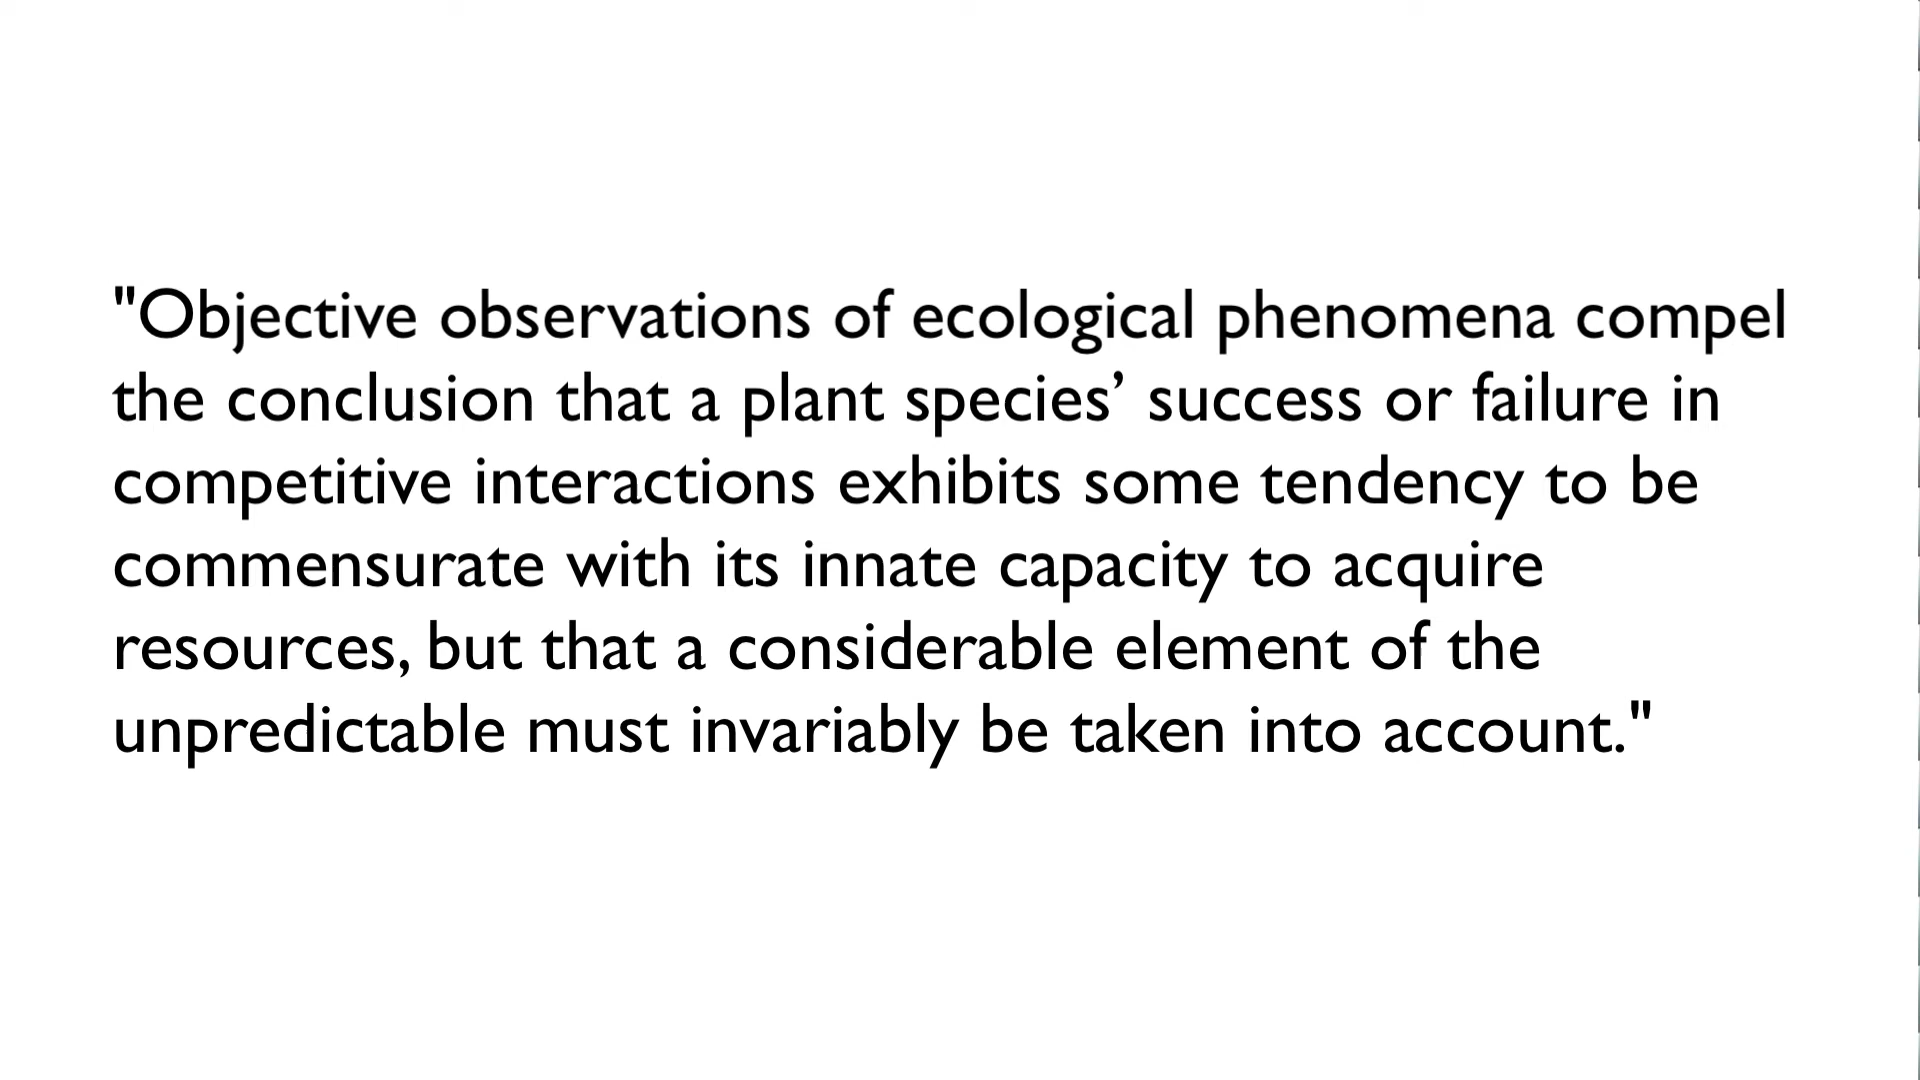 "Objective observations of ecological phenomena compel
the conclusion that a plant species’ success or failure in
competitive interactions exhibits some tendency to be
commensurate with its innate capacity to acquire
resources, but that a considerable element of the
unpredictable must invariably be taken into account."